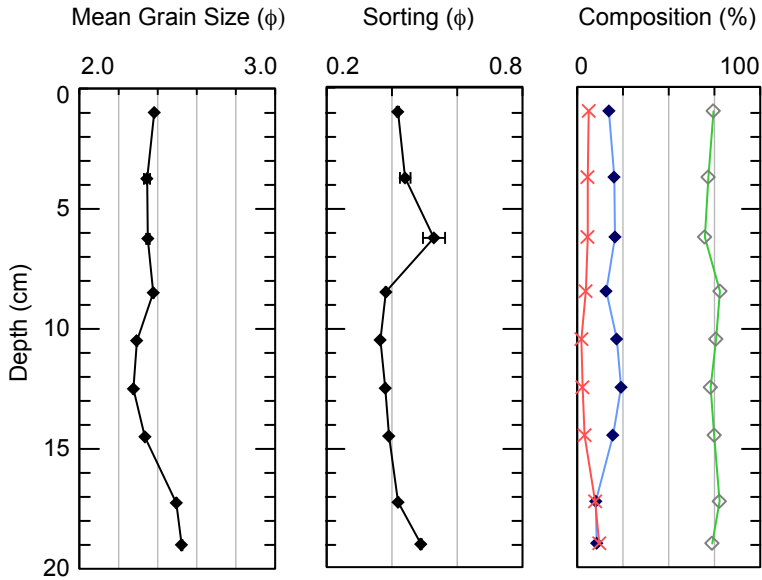 Mean Grain Size (ϕ) Sorting (ϕ) Composition (%)
2.0 3.0 0.2 0.8 0 100
0
5
10
15
20
Depth (cm)